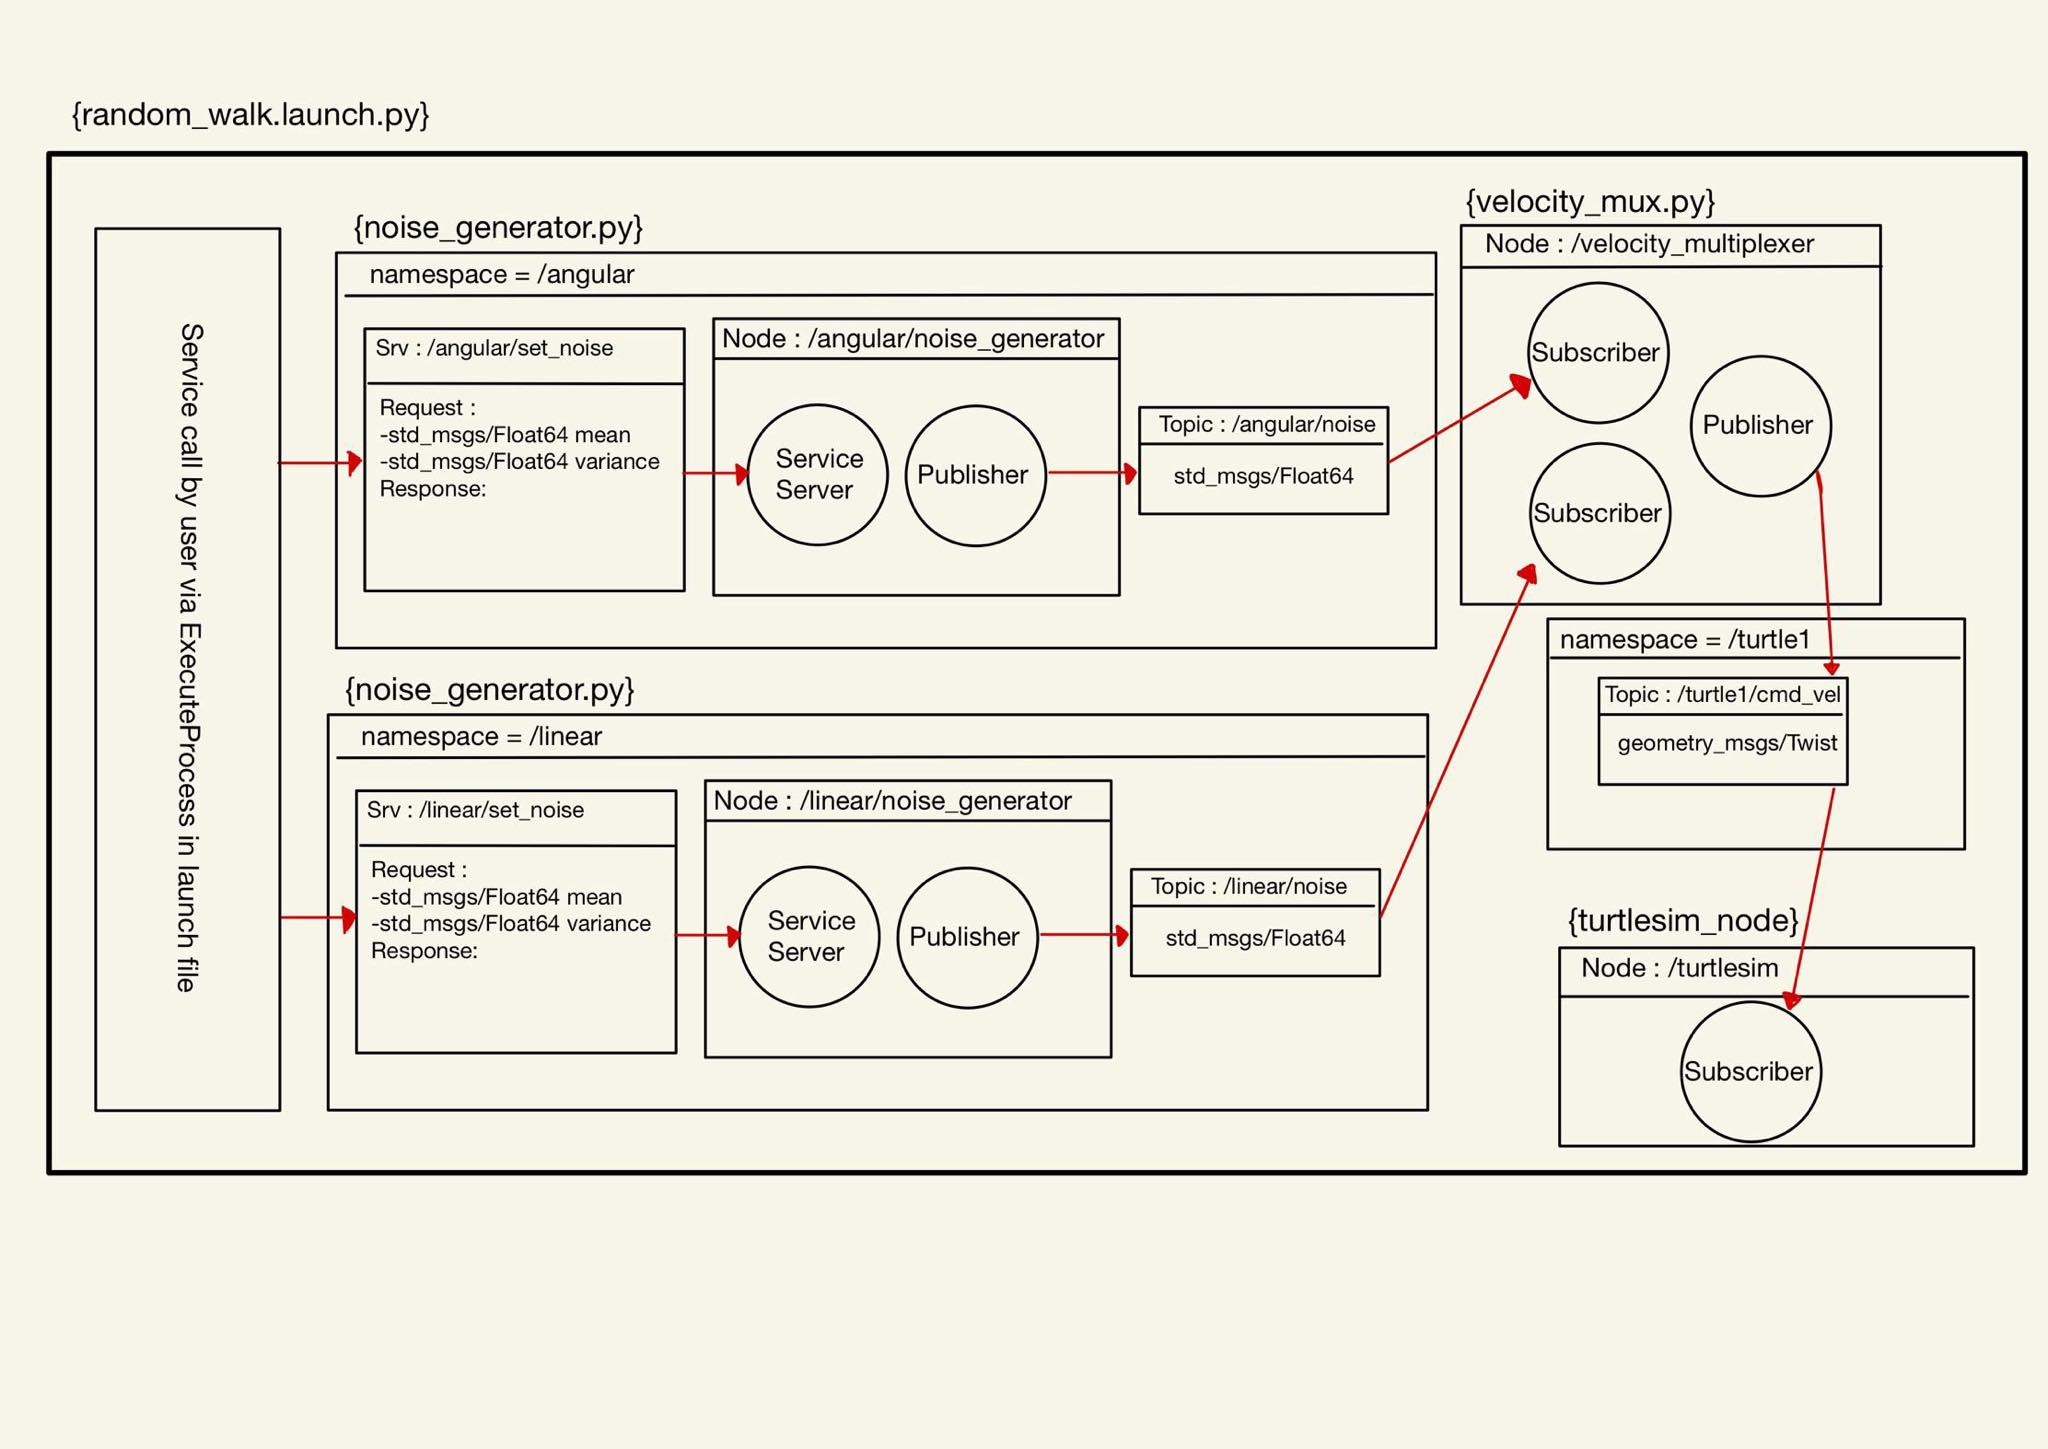 {random_walk.launch.py}
Service call by user via ExecuteProcess in launch file
{noise_generator.py}
namespace = /angular
Srv : /angular/set_noise
Request :
-std_msgs/Float64 mean
-std_msgs/Float64 variance
Response:
Node : /angular/noise_generator
Service
Server
Publisher
Topic : /angular/noise
std_msgs/Float64
{noise_generator.py}
namespace = /linear
Srv : /linear/set_noise
Request :
-std_msgs/Float64 mean
-std_msgs/Float64 variance
Response:
Node : /linear/noise_generator
Service
Server
Publisher
Topic : /linear/noise
std_msgs/Float64
{velocity_mux.py}
Node : /velocity_multiplexer
Subscriber
Publisher
Subscriber
namespace = /turtle1
Topic : /turtle1/cmd_vel
geometry_msgs/Twist
{turtlesim_node}
Node : /turtlesim
Subscriber